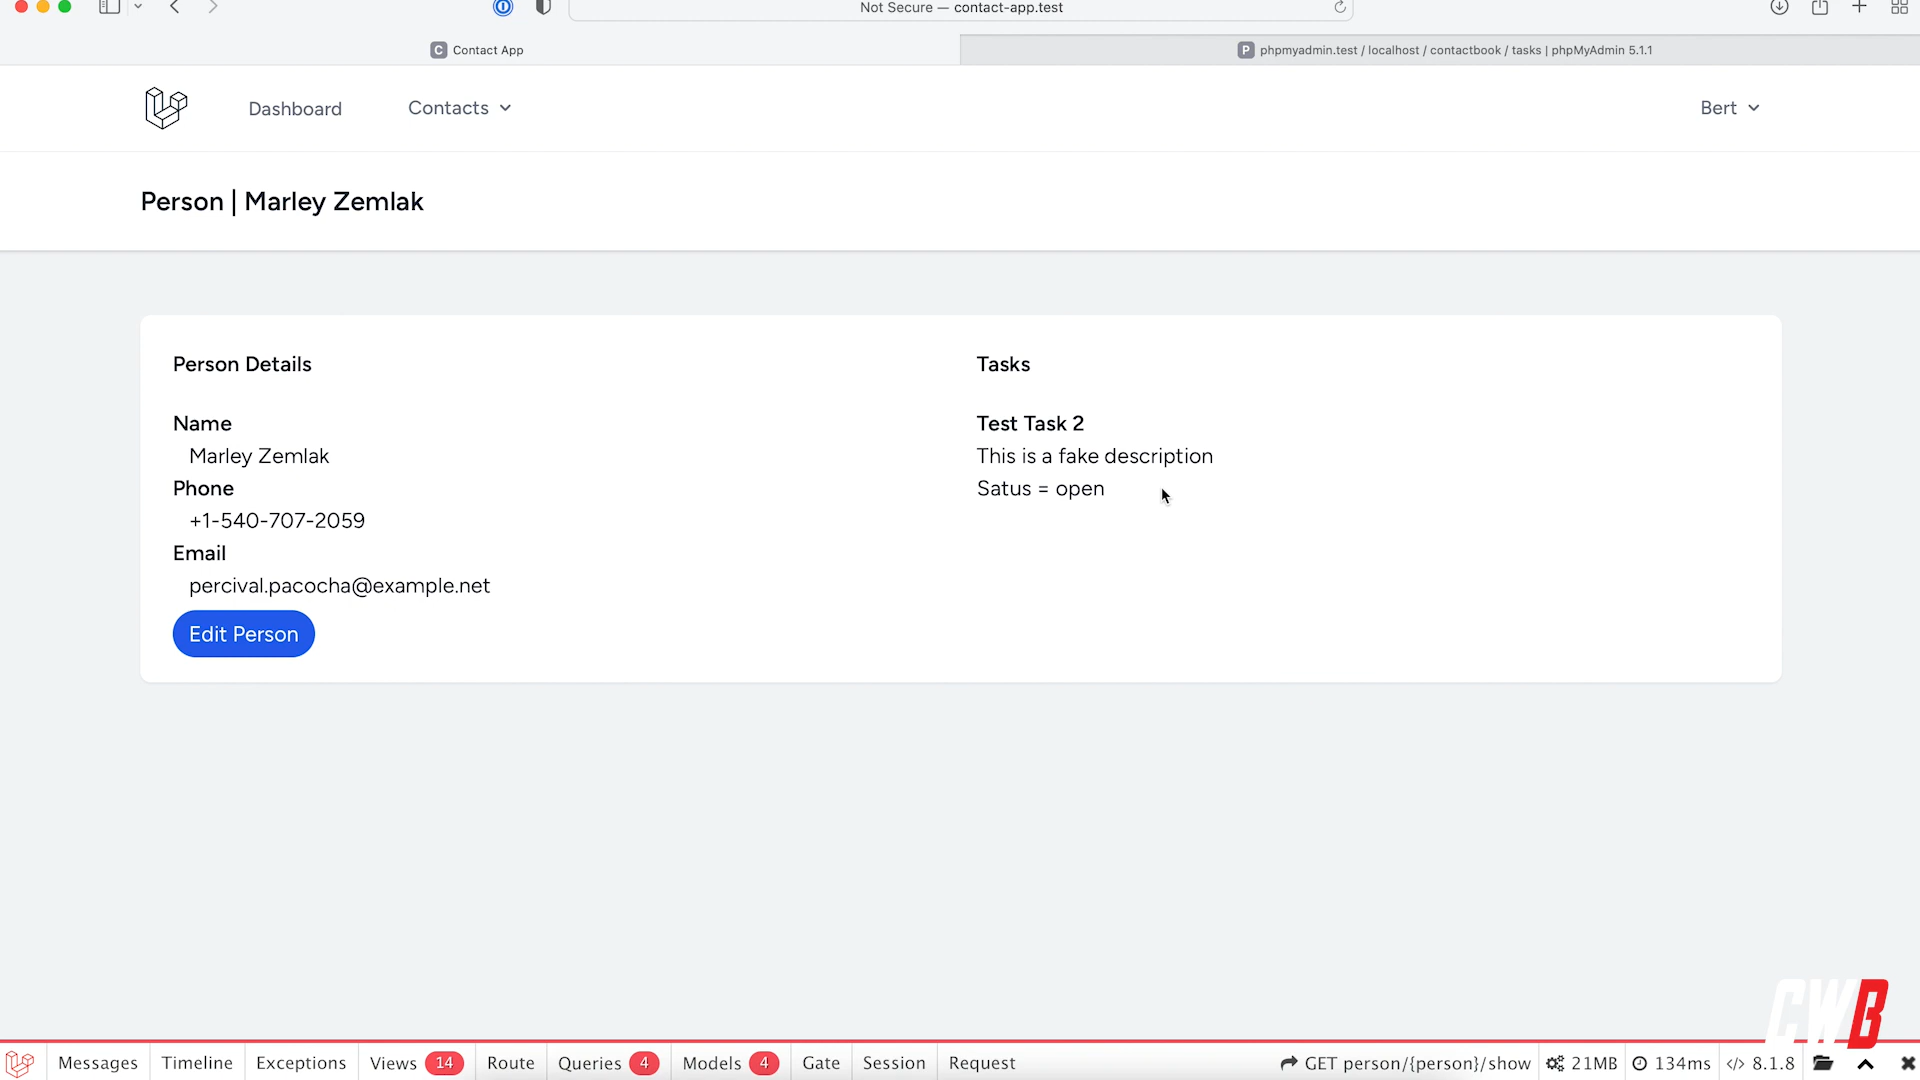 Not Secure — contact-app.test
C Contact App
P phpmyadmin.test / localhost / contactbook / tasks | phpMyAdmin 5.1.1
Dashboard
Contacts
Bert
Person | Marley Zemlak
Person Details
Name
Marley Zemlak
Phone
+1-540-707-2059
Email
percival.pacocha@example.net
Edit Person
Tasks
Test Task 2
This is a fake description
Satus = open
CWB
Messages Timeline Exceptions Views 14 Route Queries 4 Models 4 Gate Session Request GET person/{person}/show 21MB 134ms </> 8.1.8